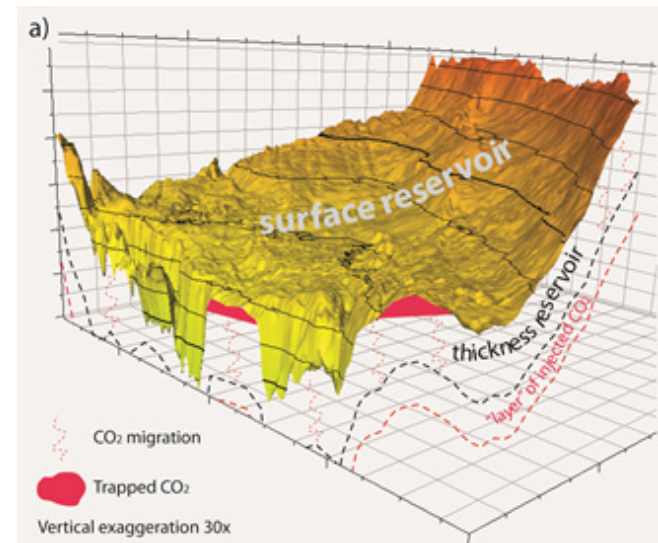 a)
surface reservoir
thickness reservoir
"layer" of injected CO₂
CO₂ migration
Trapped CO₂
Vertical exaggeration 30x